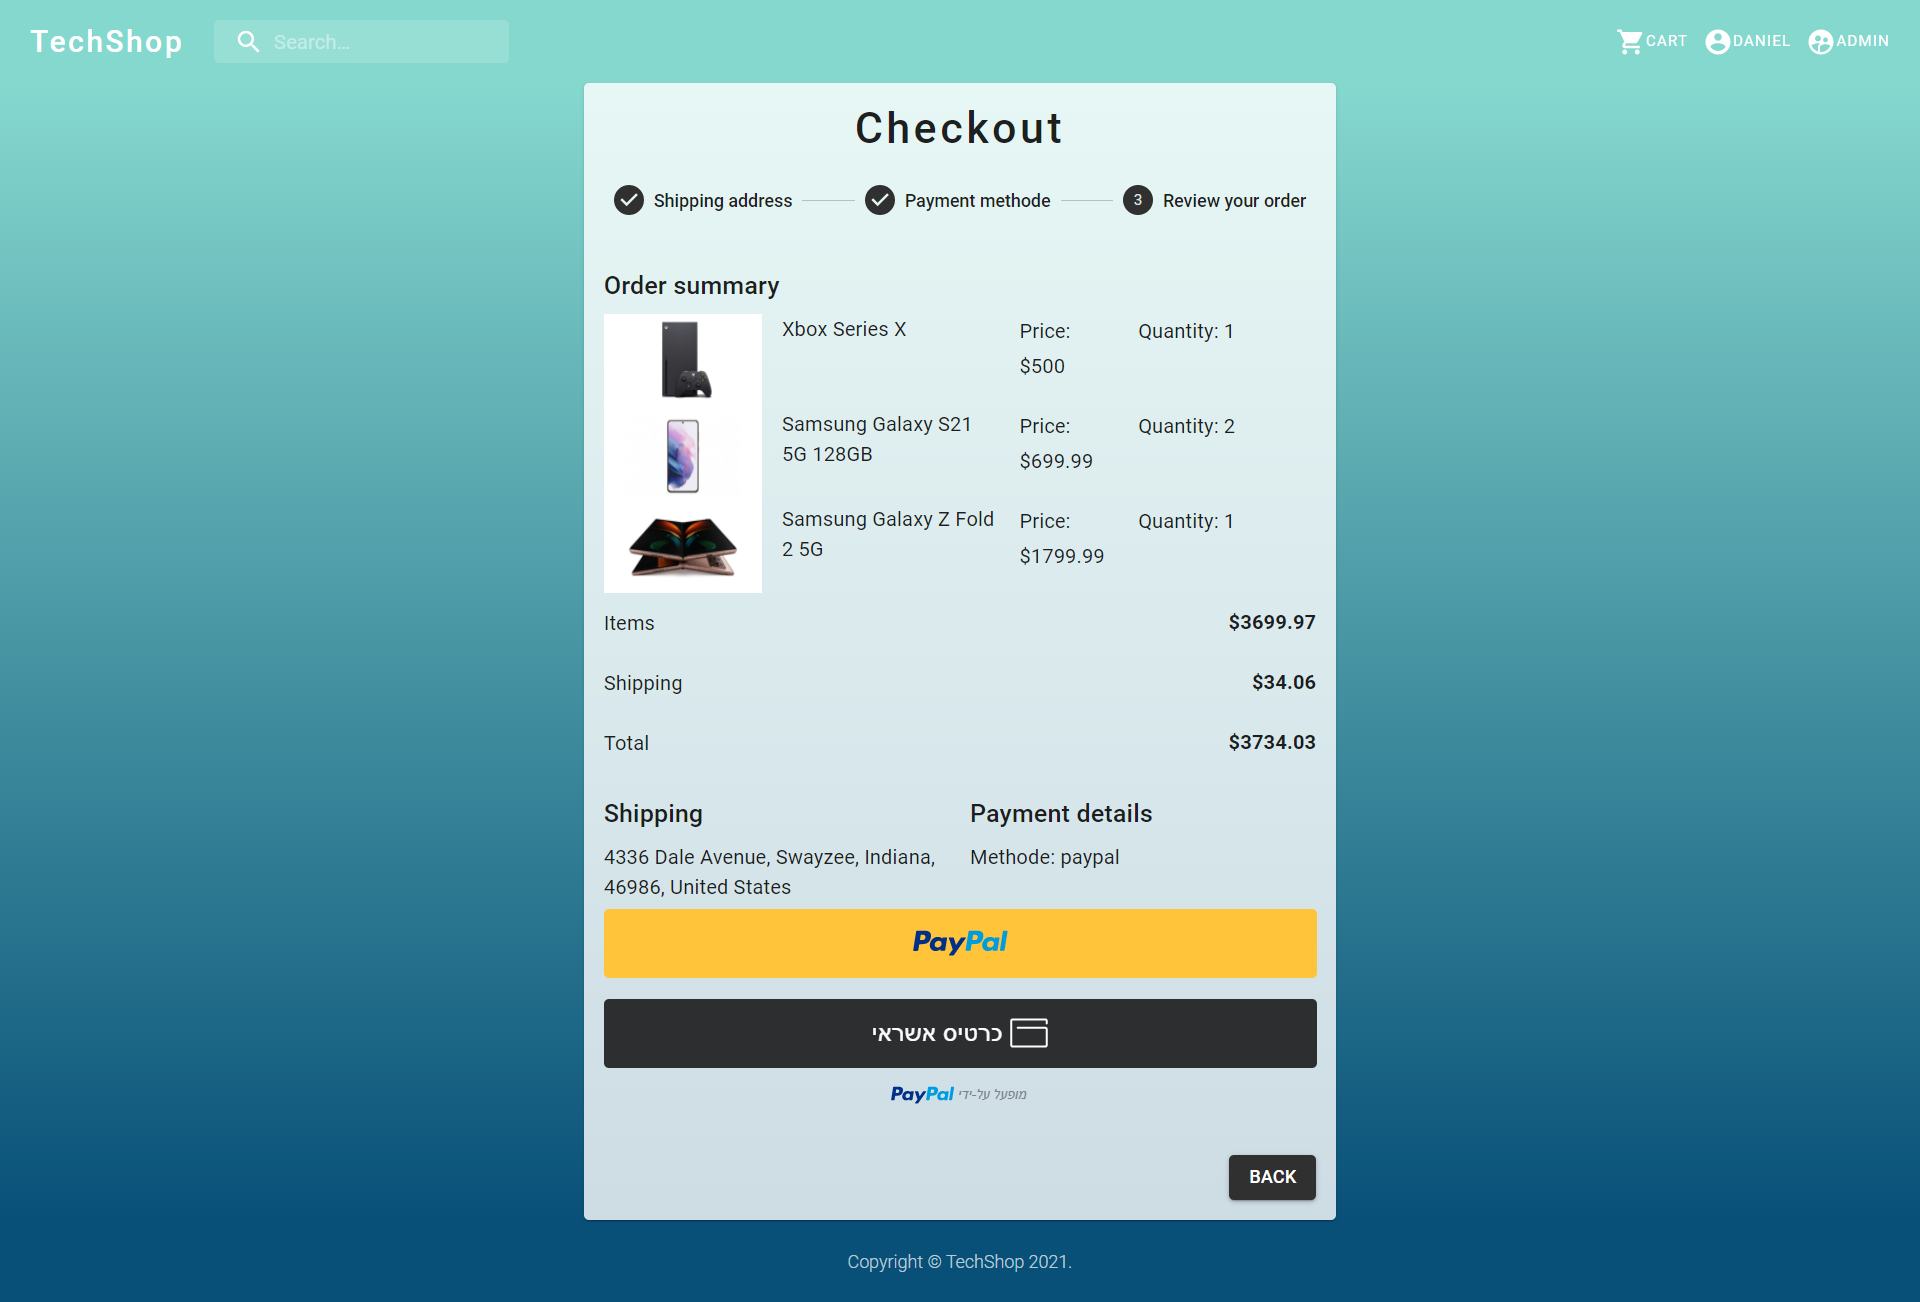 TechShop
Search...
CART
DANIEL
ADMIN
Checkout
Shipping address
Payment methode
3 Review your order
Order summary
Xbox Series X
Price:
$500
Quantity: 1
Samsung Galaxy S21
5G 128GB
Price:
$699.99
Quantity: 2
Samsung Galaxy Z Fold
2 5G
Price:
$1799.99
Quantity: 1
Items $3699.97
Shipping $34.06
Total $3734.03
Shipping
4336 Dale Avenue, Swayzee, Indiana,
46986, United States
Payment details
Methode: paypal
PayPal
כרטיס אשראי
מופעל על-ידי PayPal
BACK
Copyright © TechShop 2021.